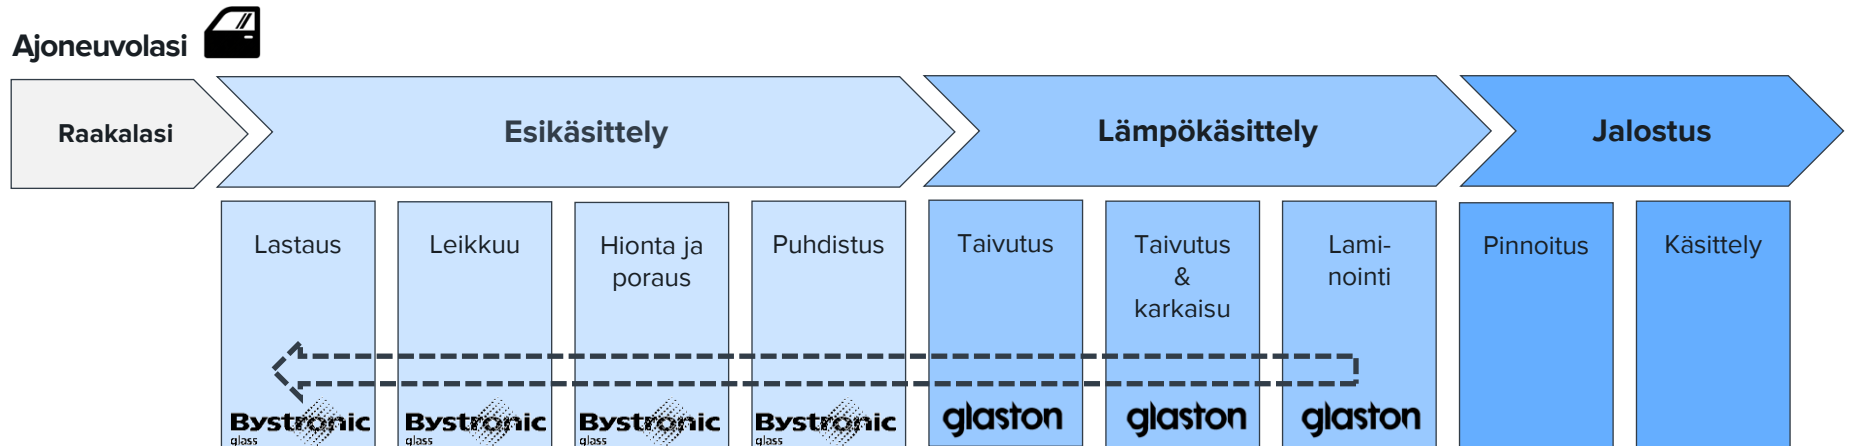 Ajoneuvolasi
Raakalasi
Esikäsittely
Lämpökäsittely
Jalostus
Lastaus
Leikkuu
Hionta ja
poraus
Puhdistus
Taivutus
Taivutus
&
karkaisu
Lami-
nointi
Pinnoitus
Käsittely
Bystronic
glass
Bystronic
glass
Bystronic
glass
Bystronic
glass
glaston
glaston
glaston